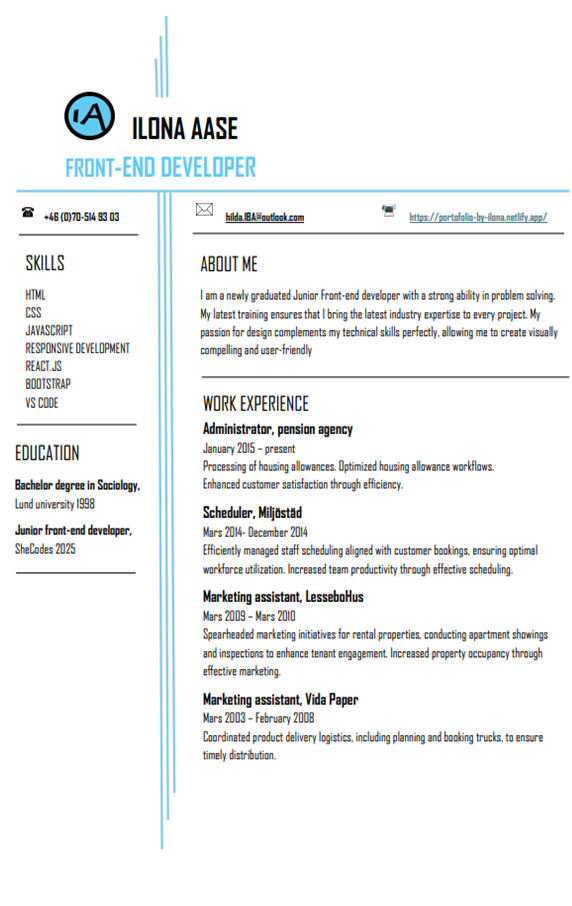 iA
ILONA AASE
FRONT-END DEVELOPER
+46 (0)70-514 93 03
hilda.IBA@outlook.com
https://portofolio-by-ilona.netlify.app/
SKILLS
HTML
CSS
JAVASCRIPT
RESPONSIVE DEVELOPMENT
REACT.JS
BOOTSTRAP
VS CODE
EDUCATION
Bachelor degree in Sociology,
Lund university 1998
Junior front-end developer,
SheCodes 2025
ABOUT ME
I am a newly graduated Junior Front-end developer with a strong ability in problem solving.
My latest training ensures that I bring the latest industry expertise to every project. My
passion for design complements my technical skills perfectly, allowing me to create visually
compelling and user-friendly
WORK EXPERIENCE
Administrator, pension agency
January 2015 – present
Processing of housing allowances. Optimized housing allowance workflows.
Enhanced customer satisfaction through efficiency.
Scheduler, Miljöstäd
Mars 2014- December 2014
Efficiently managed staff scheduling aligned with customer bookings, ensuring optimal
workforce utilization. Increased team productivity through effective scheduling.
Marketing assistant, LesseboHus
Mars 2009 – Mars 2010
Spearheaded marketing initiatives for rental properties, conducting apartment showings
and inspections to enhance tenant engagement. Increased property occupancy through
effective marketing.
Marketing assistant, Vida Paper
Mars 2003 – February 2008
Coordinated product delivery logistics, including planning and booking trucks, to ensure
timely distribution.